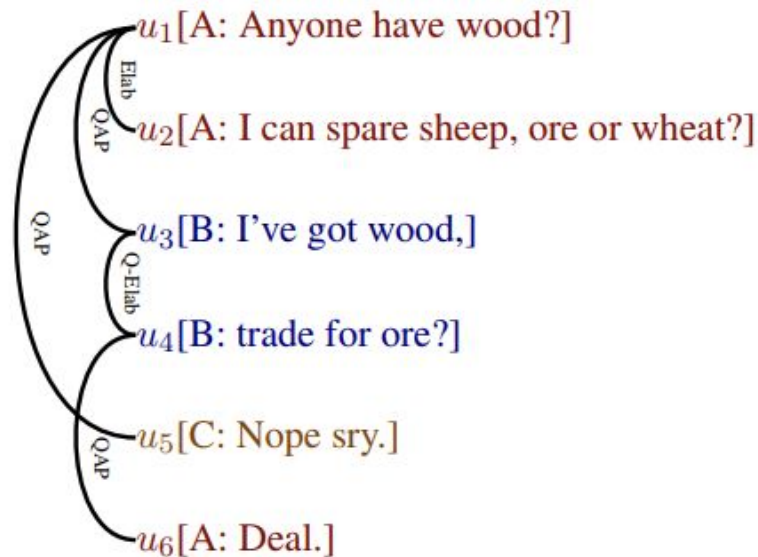 u₁[A: Anyone have wood?]
Elab
u₂[A: I can spare sheep, ore or wheat?]
QAP
QAP
u₃[B: I've got wood,]
Q-Elab
u₄[B: trade for ore?]
u₅[C: Nope sry.]
QAP
u₆[A: Deal.]